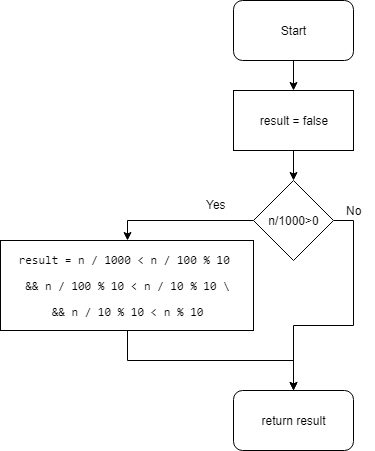 Start
result = false
n/1000>0
Yes
No
result = n / 1000 < n / 100 % 10
&& n / 100 % 10 < n / 10 % 10 \
&& n / 10 % 10 < n % 10
return result